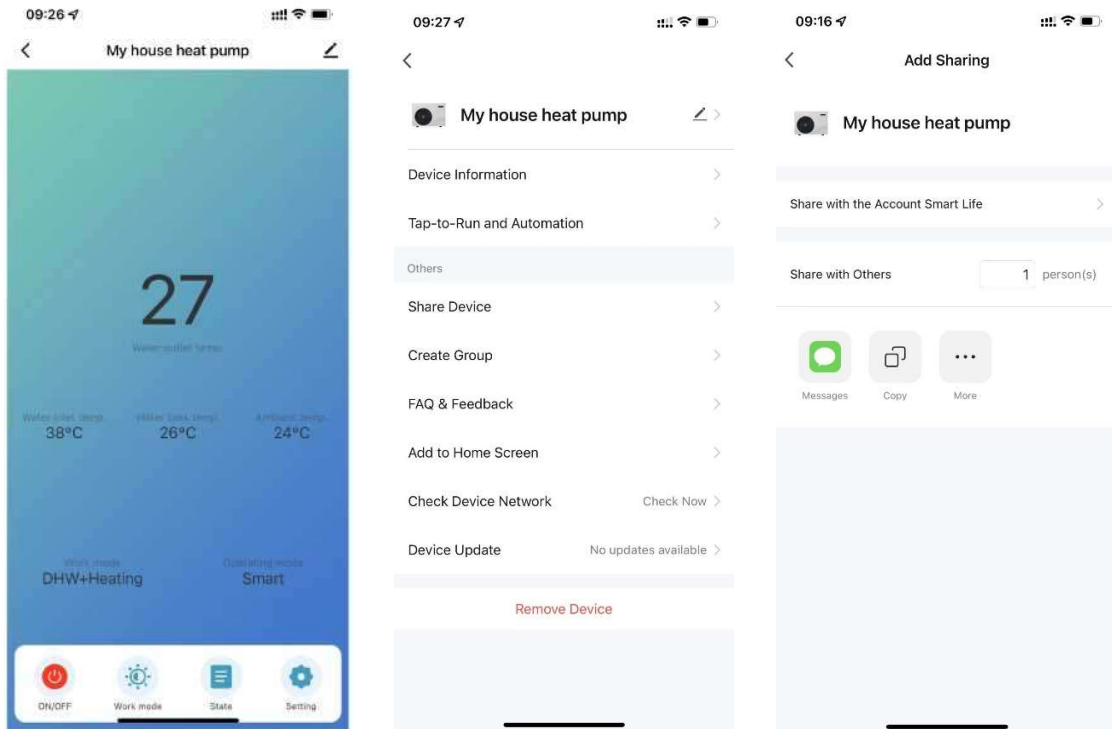 09:26
My house heat pump
27
Water outlet temp.
Water inlet temp.
Water tank temp.
Ambient temp.
38°C
26°C
24°C
Work mode
Operating mode
DHW+Heating
Smart
ON/OFF
Work mode
State
Setting
09:27
My house heat pump
Device Information
Tap-to-Run and Automation
Others
Share Device
Create Group
FAQ & Feedback
Add to Home Screen
Check Device Network Check Now
Device Update No updates available
Remove Device
09:16
Add Sharing
My house heat pump
Share with the Account Smart Life
Share with Others 1 person(s)
Messages
Copy
More